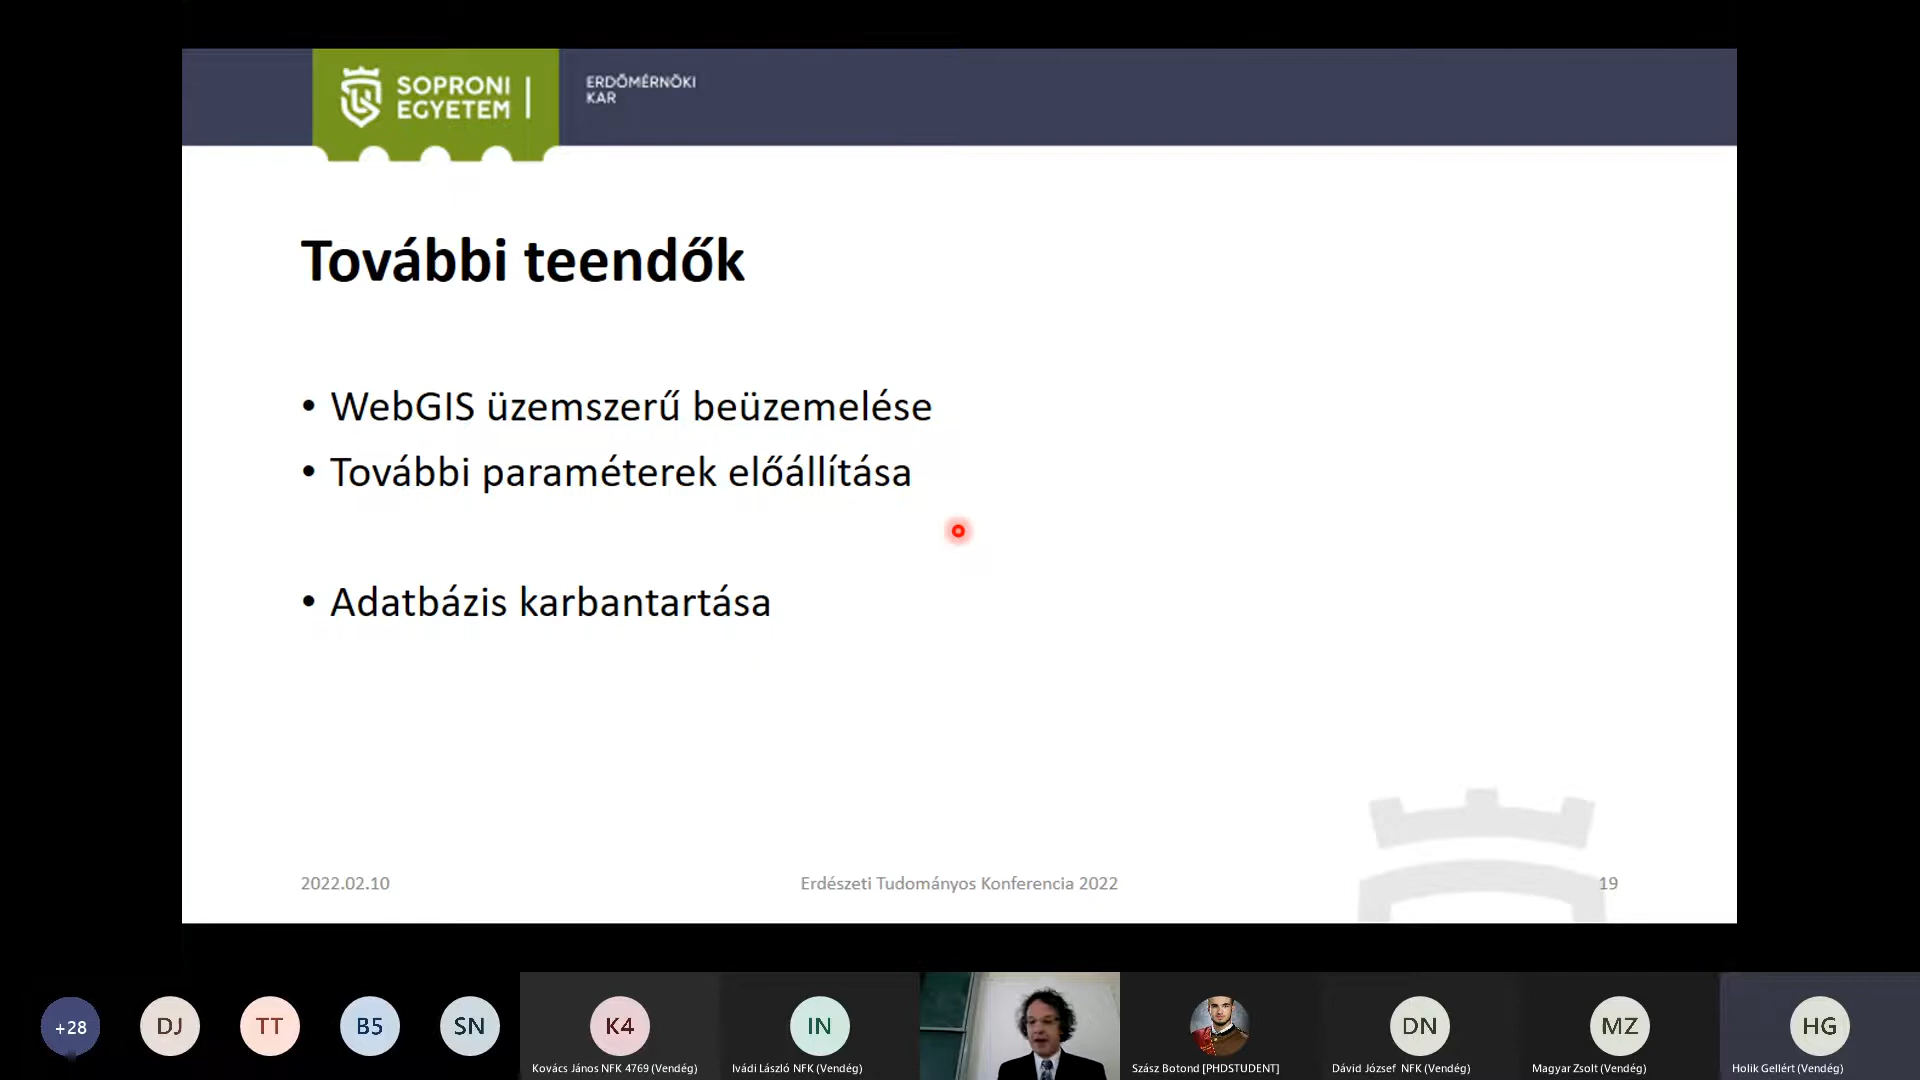 SOPRONI
EGYETEM
ERDŐMÉRNÖKI
KAR
További teendők
• WebGIS üzemszerű beüzemelése
• További paraméterek előállítása
• Adatbázis karbantartása
2022.02.10
Erdészeti Tudományos Konferencia 2022
19
+28
DJ
TT
B5
SN
K4
IN
DN
MZ
HG
Kovács János NFK 4769 (Vendég)
Ivádi László NFK (Vendég)
Szász Botond [PHDSTUDENT]
Dávid József NFK (Vendég)
Magyar Zsolt (Vendég)
Holik Gellért (Vendég)